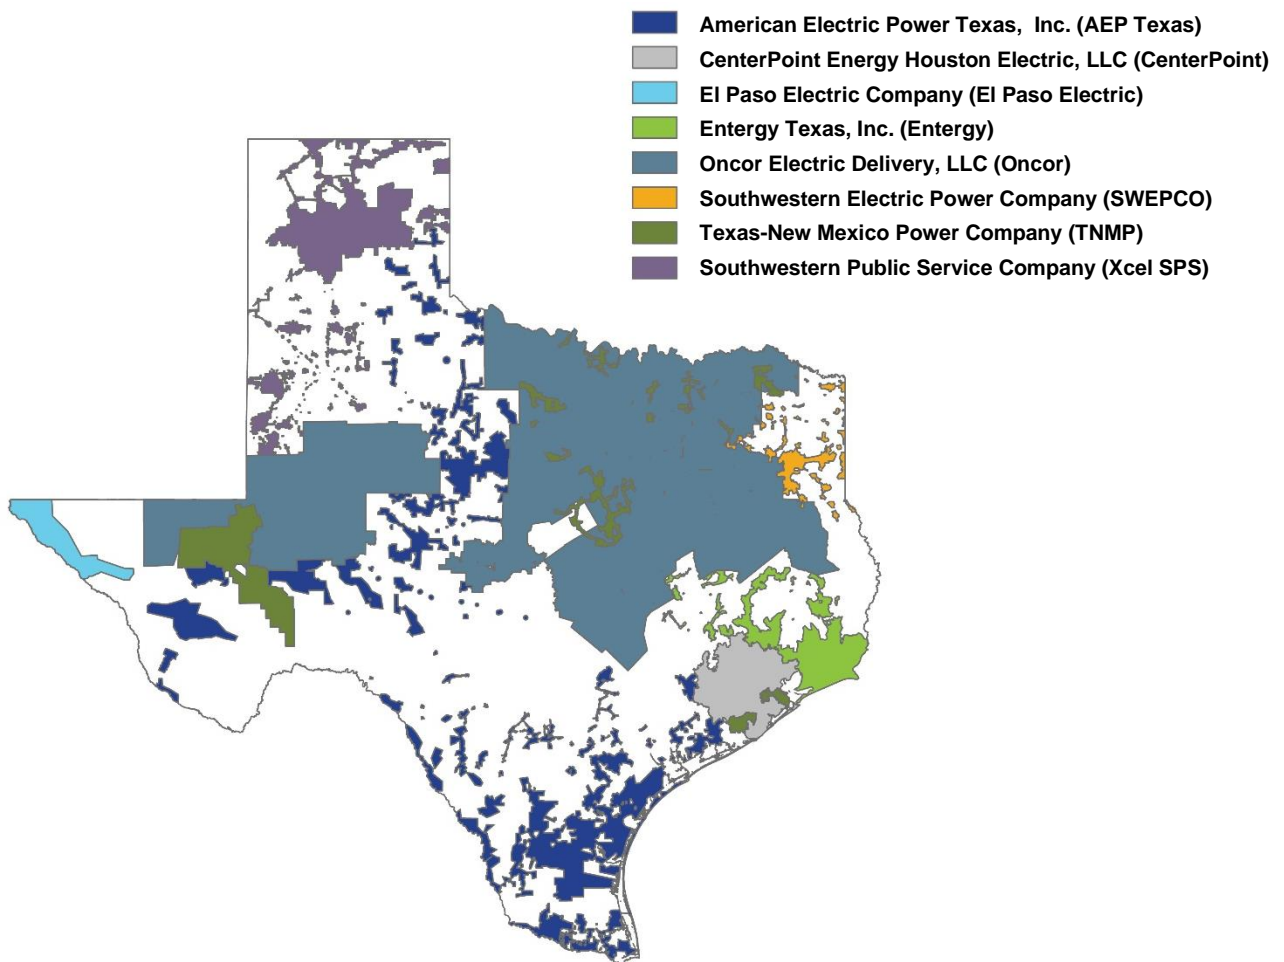 American Electric Power Texas, Inc. (AEP Texas)
CenterPoint Energy Houston Electric, LLC (CenterPoint)
El Paso Electric Company (El Paso Electric)
Entergy Texas, Inc. (Entergy)
Oncor Electric Delivery, LLC (Oncor)
Southwestern Electric Power Company (SWEPCO)
Texas-New Mexico Power Company (TNMP)
Southwestern Public Service Company (Xcel SPS)